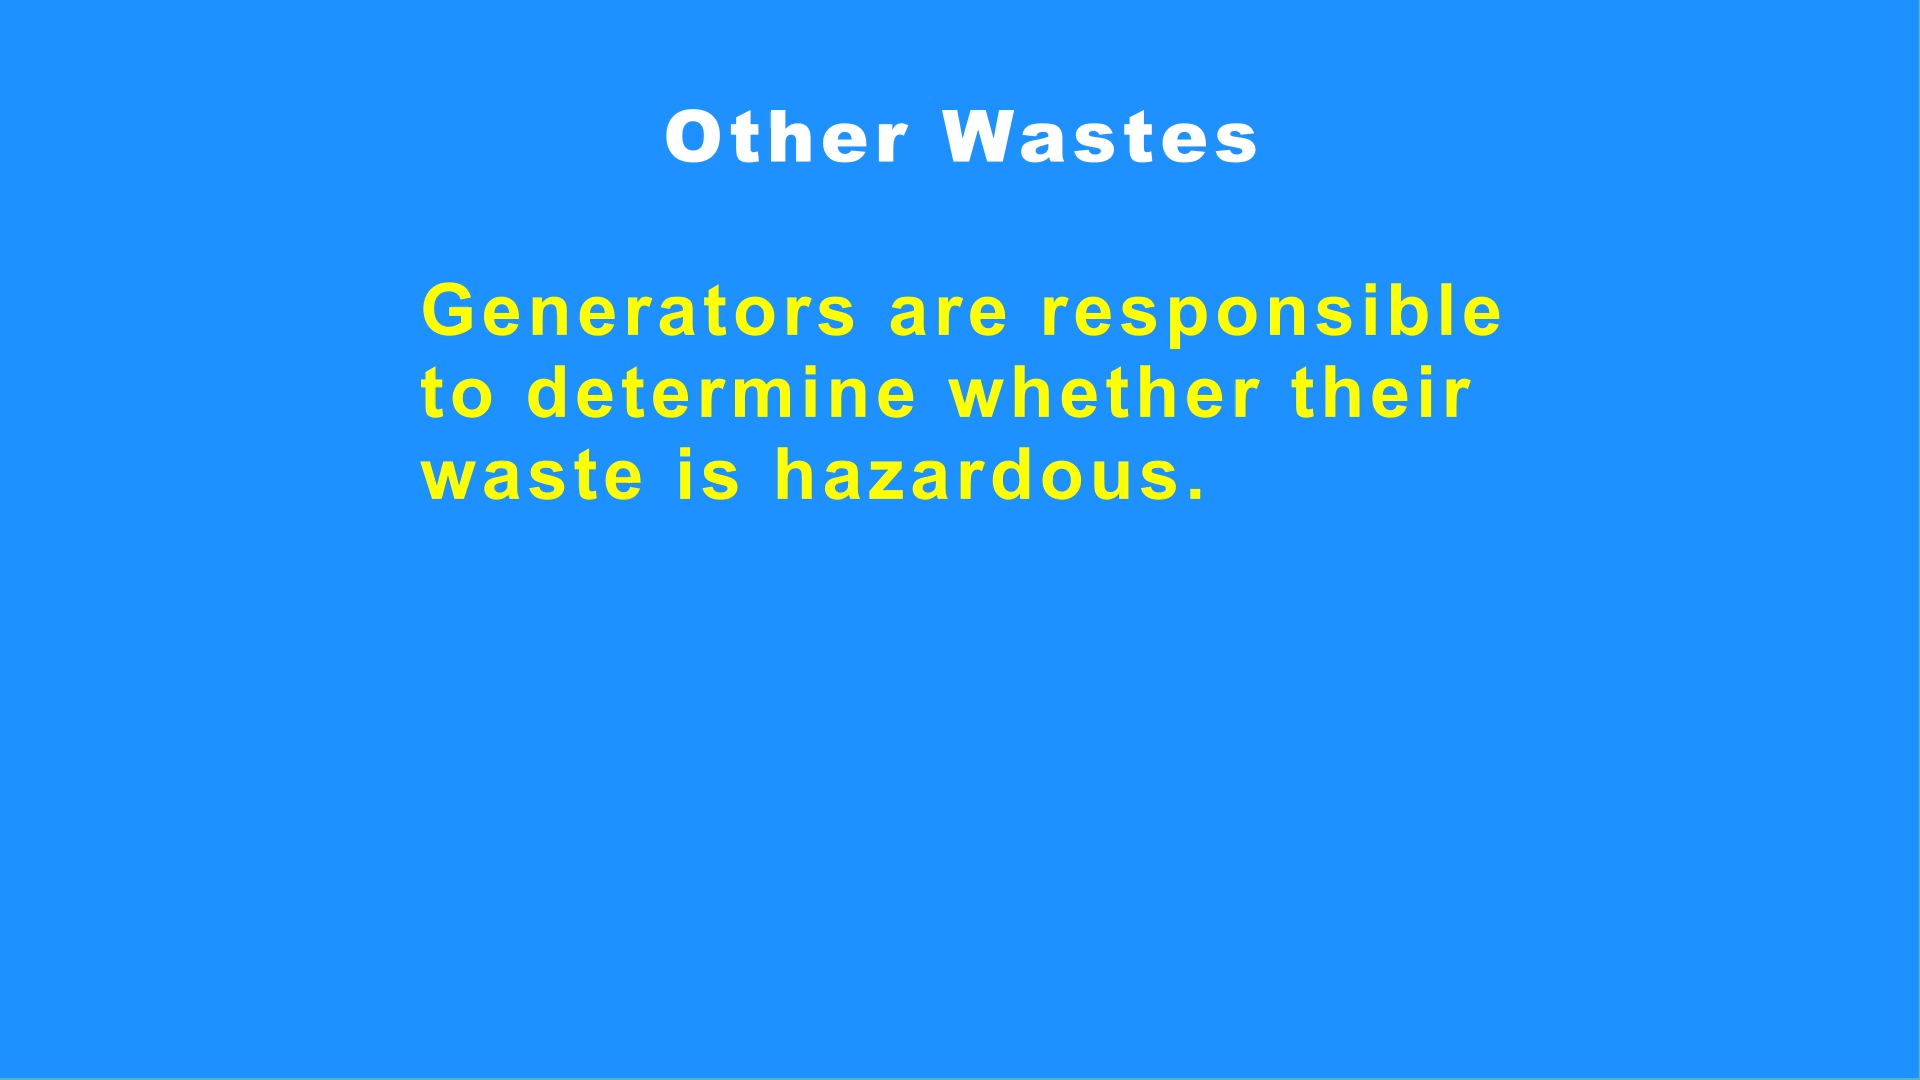 Other Wastes
Generators are responsible
to determine whether their
waste is hazardous.